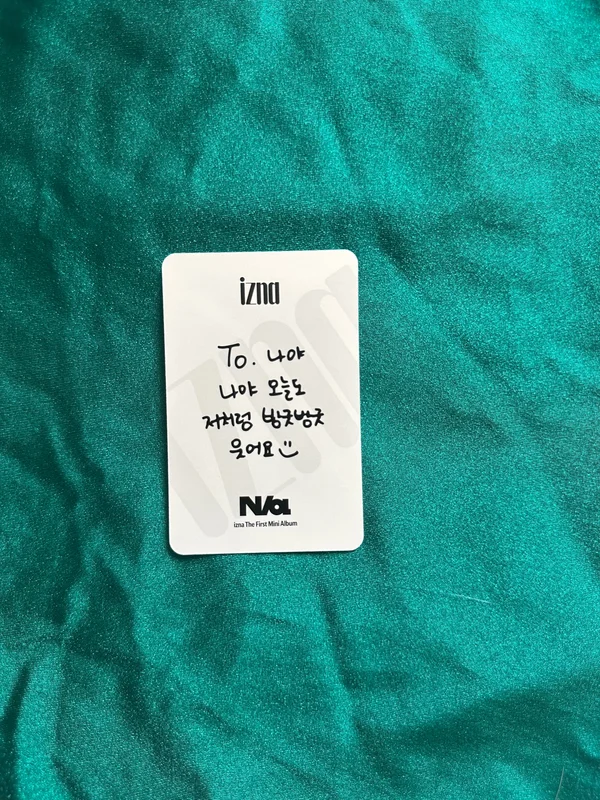 izna
To. 나야
나야 오늘도
저처럼 방긋방긋
웃어요
N/a
izna The First Mini Album